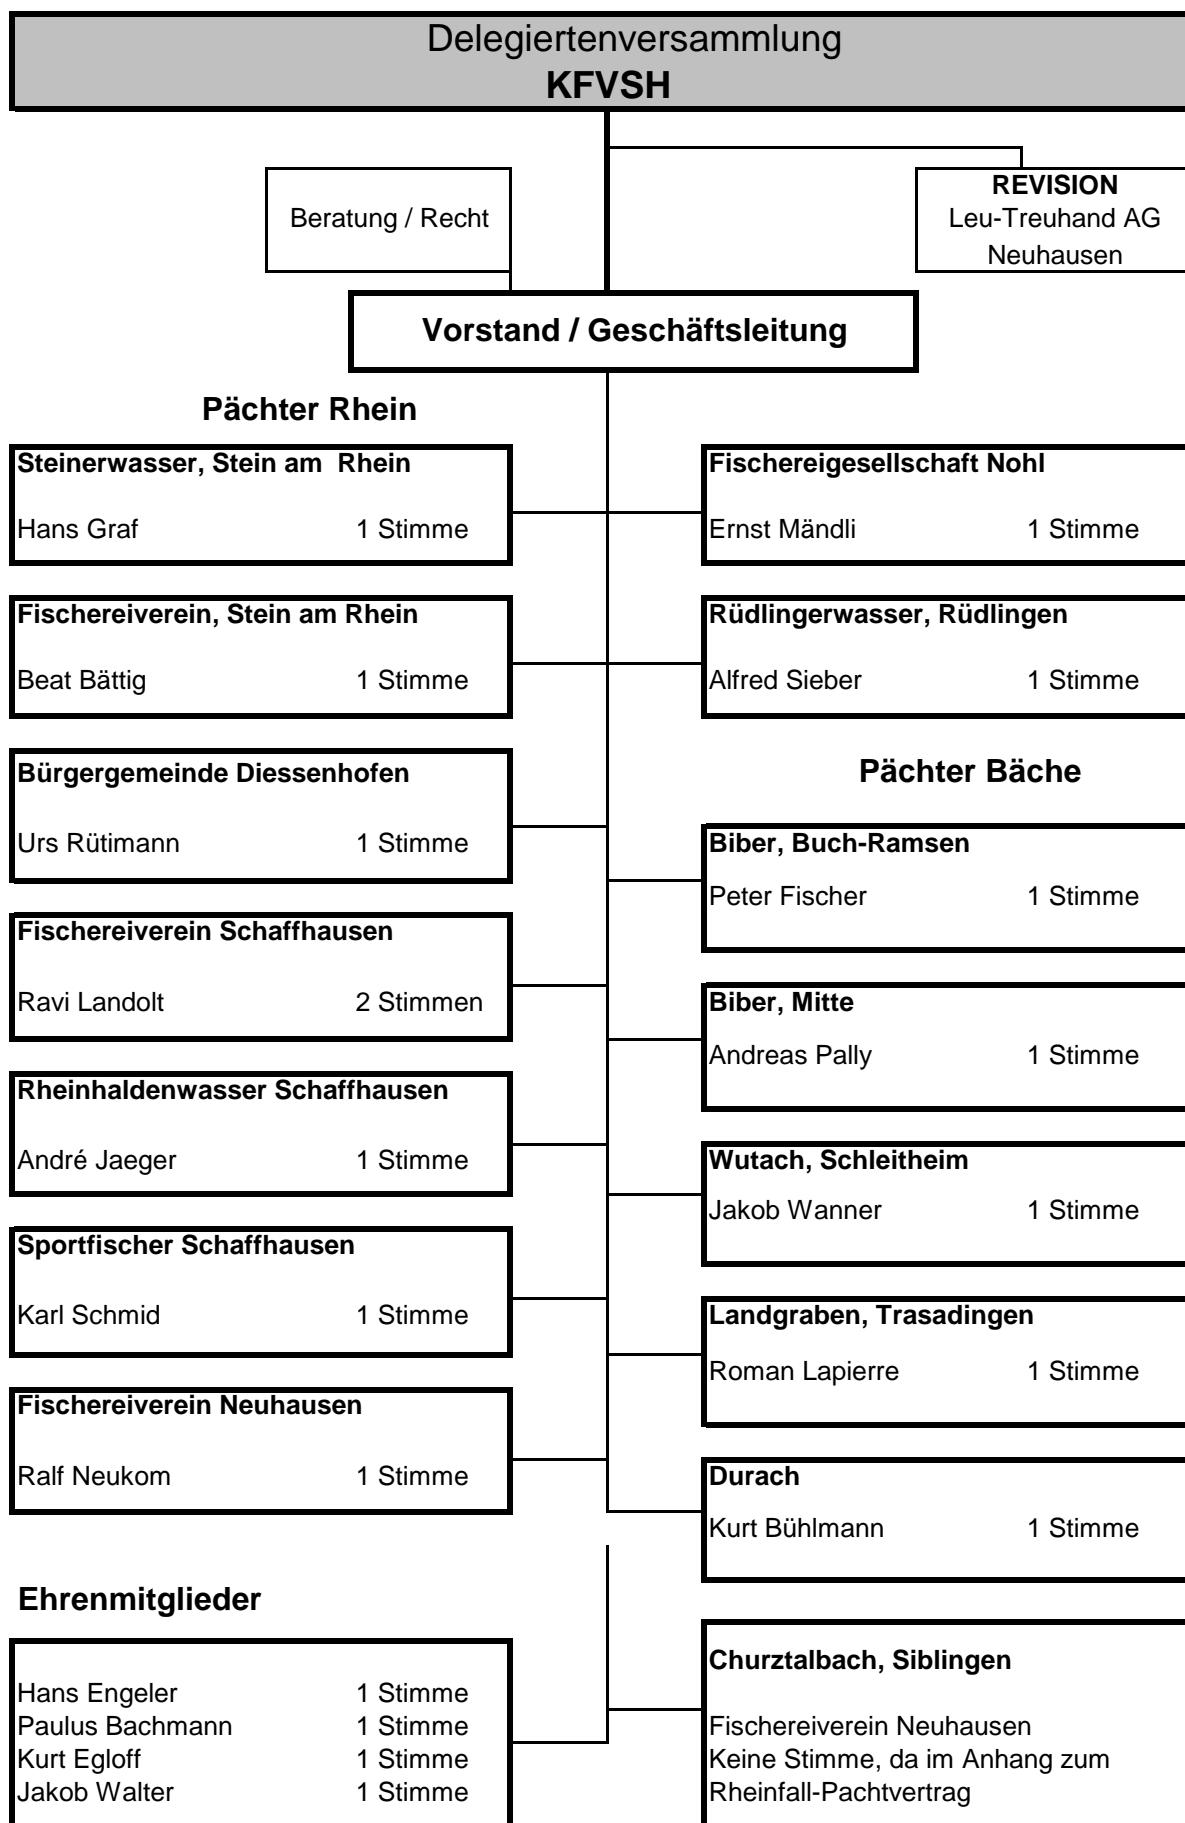 Delegiertenversammlung
KFVSH
Beratung / Recht
REVISION
Leu-Treuhand AG
Neuhausen
Vorstand / Geschäftsleitung
Pächter Rhein
Steinerwasser, Stein am Rhein
Hans Graf 1 Stimme
Fischereiverein, Stein am Rhein
Beat Bättig 1 Stimme
Bürgergemeinde Diessenhofen
Urs Rütimann 1 Stimme
Fischereiverein Schaffhausen
Ravi Landolt 2 Stimmen
Rheinhaldenwasser Schaffhausen
André Jaeger 1 Stimme
Sportfischer Schaffhausen
Karl Schmid 1 Stimme
Fischereiverein Neuhausen
Ralf Neukom 1 Stimme
Ehrenmitglieder
Hans Engeler 1 Stimme
Paulus Bachmann 1 Stimme
Kurt Egloff 1 Stimme
Jakob Walter 1 Stimme
Fischereigesellschaft Nohl
Ernst Mändli 1 Stimme
Rüdlingerwasser, Rüdlingen
Alfred Sieber 1 Stimme
Pächter Bäche
Biber, Buch-Ramsen
Peter Fischer 1 Stimme
Biber, Mitte
Andreas Pally 1 Stimme
Wutach, Schleitheim
Jakob Wanner 1 Stimme
Landgraben, Trasadingen
Roman Lapierre 1 Stimme
Durach
Kurt Bühlmann 1 Stimme
Churztalbach, Siblingen
Fischereiverein Neuhausen
Keine Stimme, da im Anhang zum
Rheinfall-Pachtvertrag